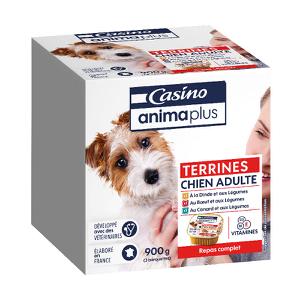 Casino
animaplus
TERRINES
CHIEN ADULTE
À la Dinde et aux Légumes
Au Bœuf et aux Légumes
Au Canard et aux Légumes
DÉVELOPPÉ
AVEC DES
VÉTÉRINAIRES
ÉLABORÉ
EN FRANCE
900g
VITAMINES
Repas complet